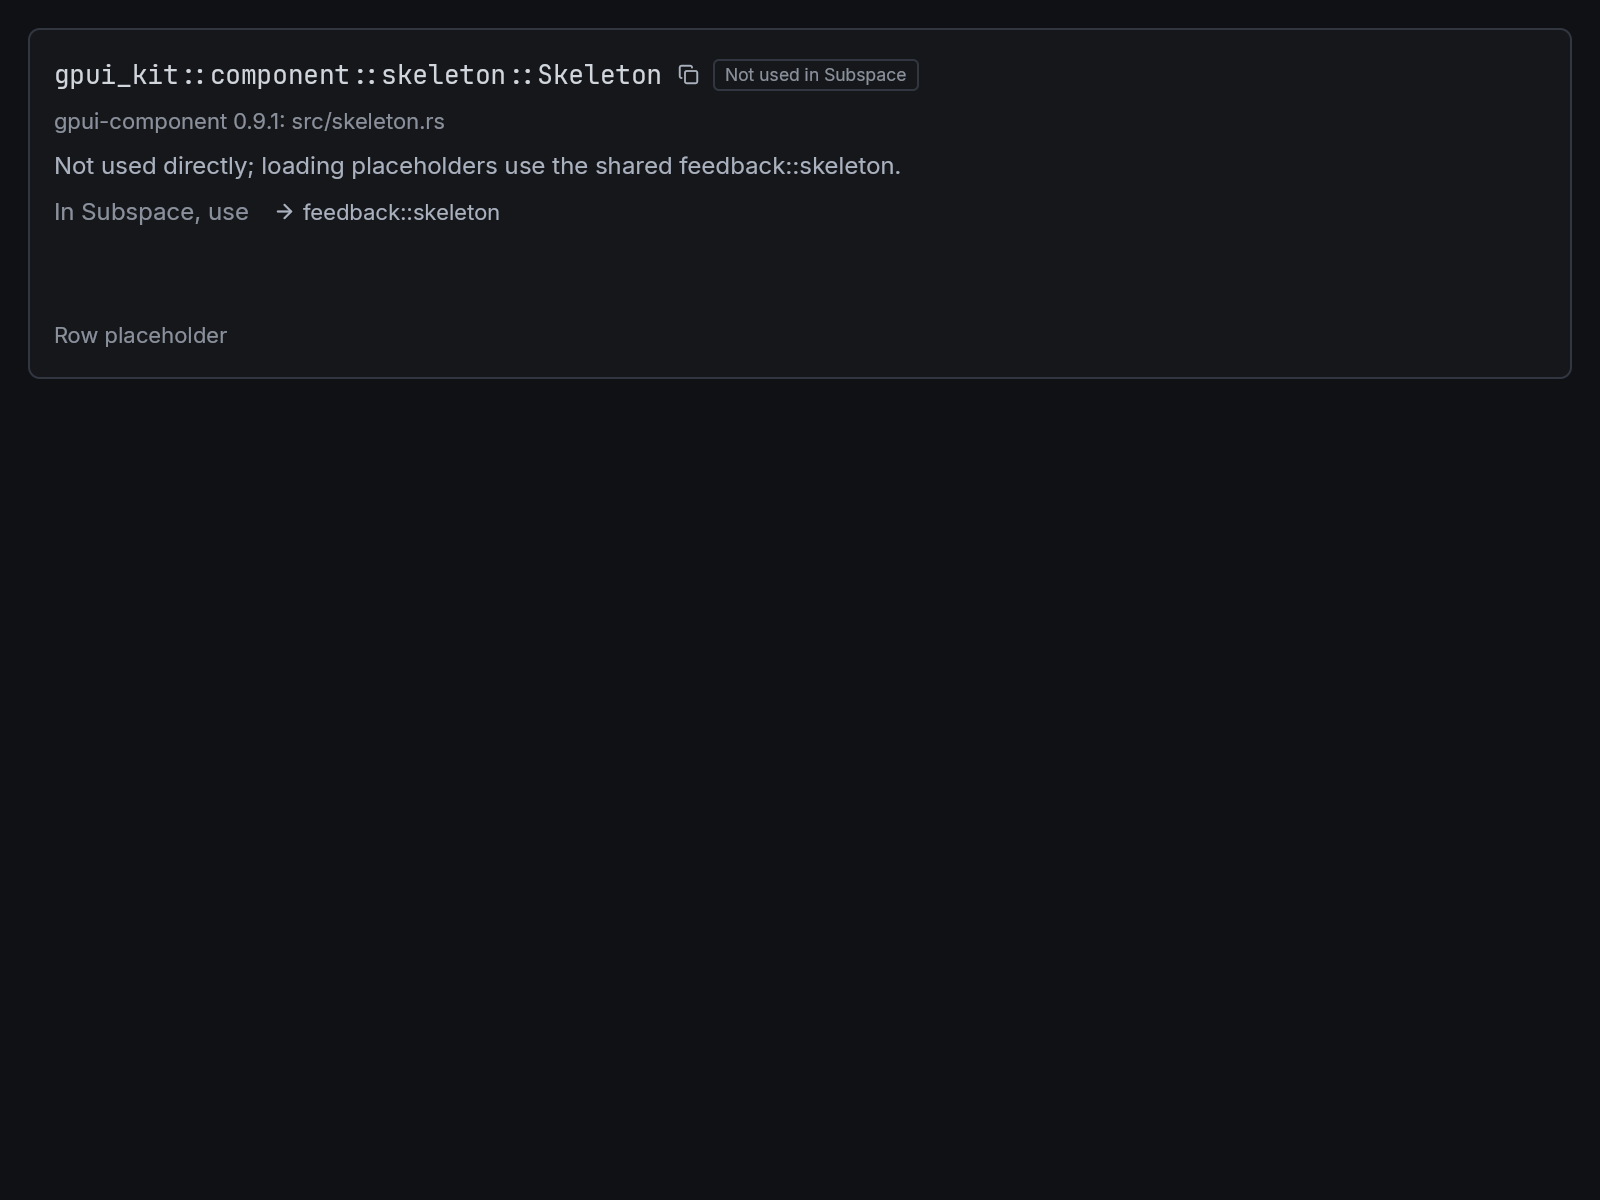 gpui_kit::component::skeleton::Skeleton Not used in Subspace
gpui-component 0.9.1: src/skeleton.rs
Not used directly; loading placeholders use the shared feedback::skeleton.
In Subspace, use → feedback::skeleton
Row placeholder